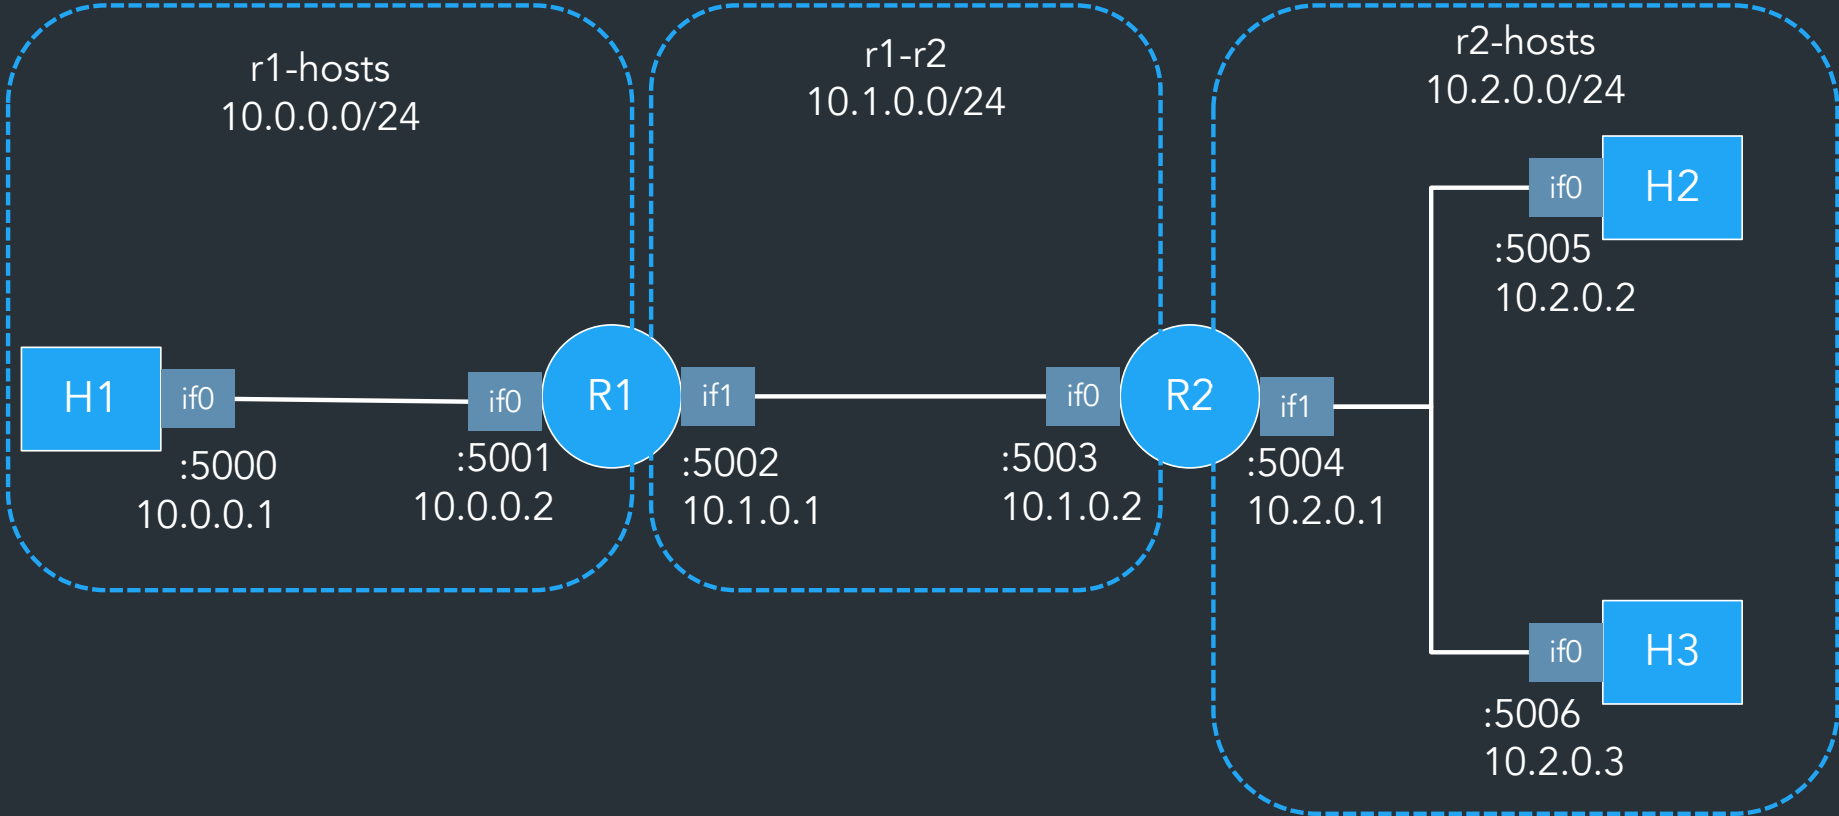 r1-hosts
10.0.0.0/24
r1-r2
10.1.0.0/24
r2-hosts
10.2.0.0/24
if0
H2
:5005
10.2.0.2
H1
if0
:5000
10.0.0.1
if0
R1
if1
:5001
10.0.0.2
:5002
10.1.0.1
if0
R2
if1
:5003
10.1.0.2
:5004
10.2.0.1
if0
H3
:5006
10.2.0.3